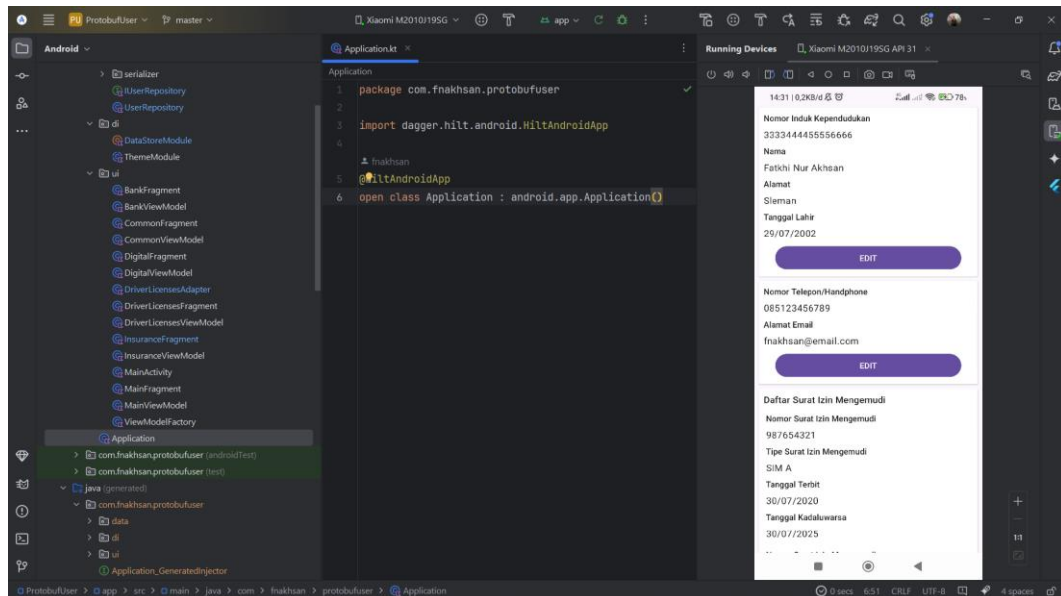 PU ProtobufUser master
Xiaomi M2010J19SG app
Android
serializer
IUserRepository
UserRepository
di
DataStoreModule
ThemeModule
ui
BankFragment
BankViewModel
CommonFragment
CommonViewModel
DigitalFragment
DigitalViewModel
DriverLicensesAdapter
DriverLicensesFragment
DriverLicensesViewModel
InsuranceFragment
InsuranceViewModel
MainActivity
MainFragment
MainViewModel
ViewModelFactory
Application
com.fnakhsan.protobufuser (androidTest)
com.fnakhsan.protobufuser (test)
java (generated)
com.fnakhsan.protobufuser
data
di
ui
Application_GeneratedInjector
Application.kt
Application
1 package com.fnakhsan.protobufuser
2
3 import dagger.hilt.android.HiltAndroidApp
4
fnakhsan
5 @HiltAndroidApp
6 open class Application : android.app.Application()
Running Devices Xiaomi M2010J19SG API 31
14:31 | 0,2KB/d 78
Nomor Induk Kependudukan
3333444455556666
Nama
Fatkhi Nur Akhsan
Alamat
Sleman
Tanggal Lahir
29/07/2002
EDIT
Nomor Telepon/Handphone
085123456789
Alamat Email
fnakhsan@email.com
EDIT
Daftar Surat Izin Mengemudi
Nomor Surat Izin Mengemudi
987654321
Tipe Surat Izin Mengemudi
SIM A
Tanggal Terbit
30/07/2020
Tanggal Kadaluwarsa
30/07/2025
1:1
ProtobufUser > app > src > main > java > com > fnakhsan > protobufuser > Application
0 secs 6:51 CRLF UTF-8 4 spaces